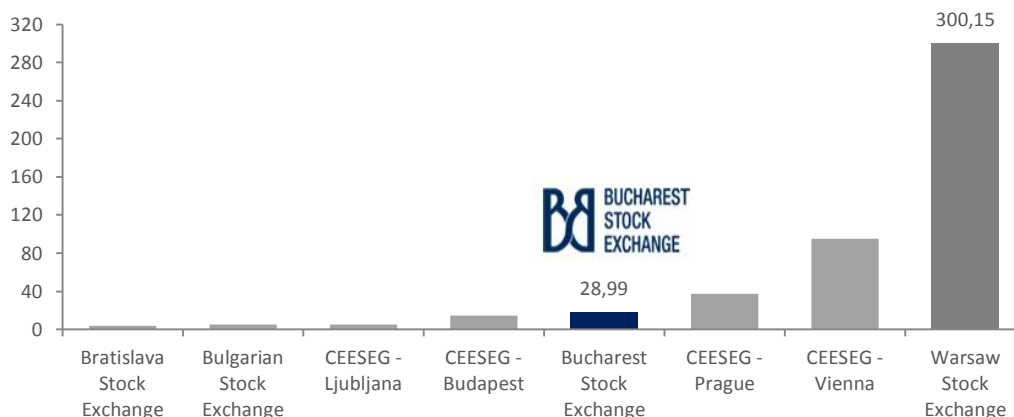 320
280
240
200
160
120
80
40
0
300,15
BUCHAREST
STOCK
EXCHANGE
28,99
Bratislava
Stock
Exchange
Bulgarian
Stock
Exchange
CEESEG -
Ljubljana
CEESEG -
Budapest
Bucharest
Stock
Exchange
CEESEG -
Prague
CEESEG -
Vienna
Warsaw
Stock
Exchange